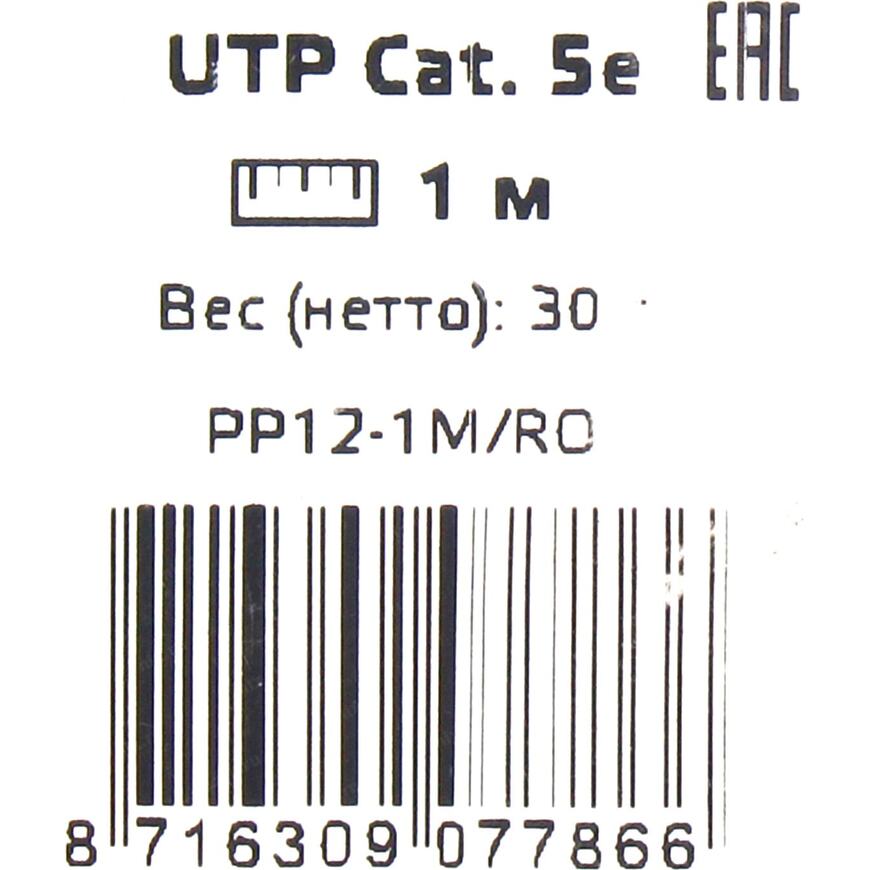 UTP Cat. 5e EAC
1 м
Вес (нетто): 30
PP12-1M/RO
8 716309 077866